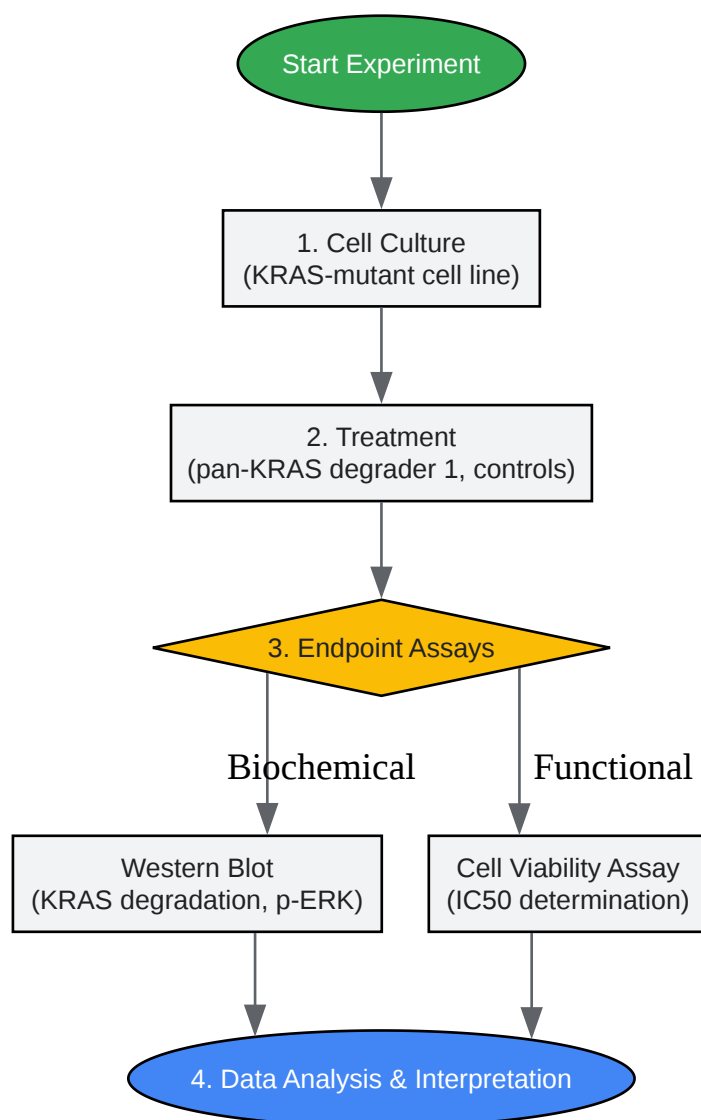 Start Experiment
1. Cell Culture
(KRAS-mutant cell line)
2. Treatment
(pan-KRAS degrader 1, controls)
3. Endpoint Assays
Biochemical
Functional
Western Blot
(KRAS degradation, p-ERK)
Cell Viability Assay
(IC50 determination)
4. Data Analysis & Interpretation